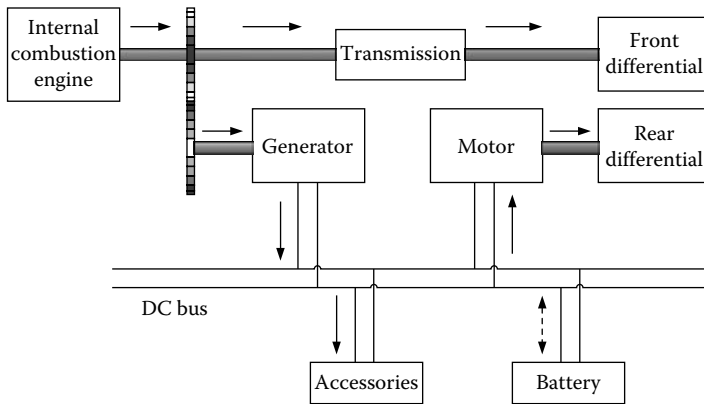 Internal
combustion
engine
Transmission
Front
differential
Generator
Motor
Rear
differential
DC bus
Accessories
Battery